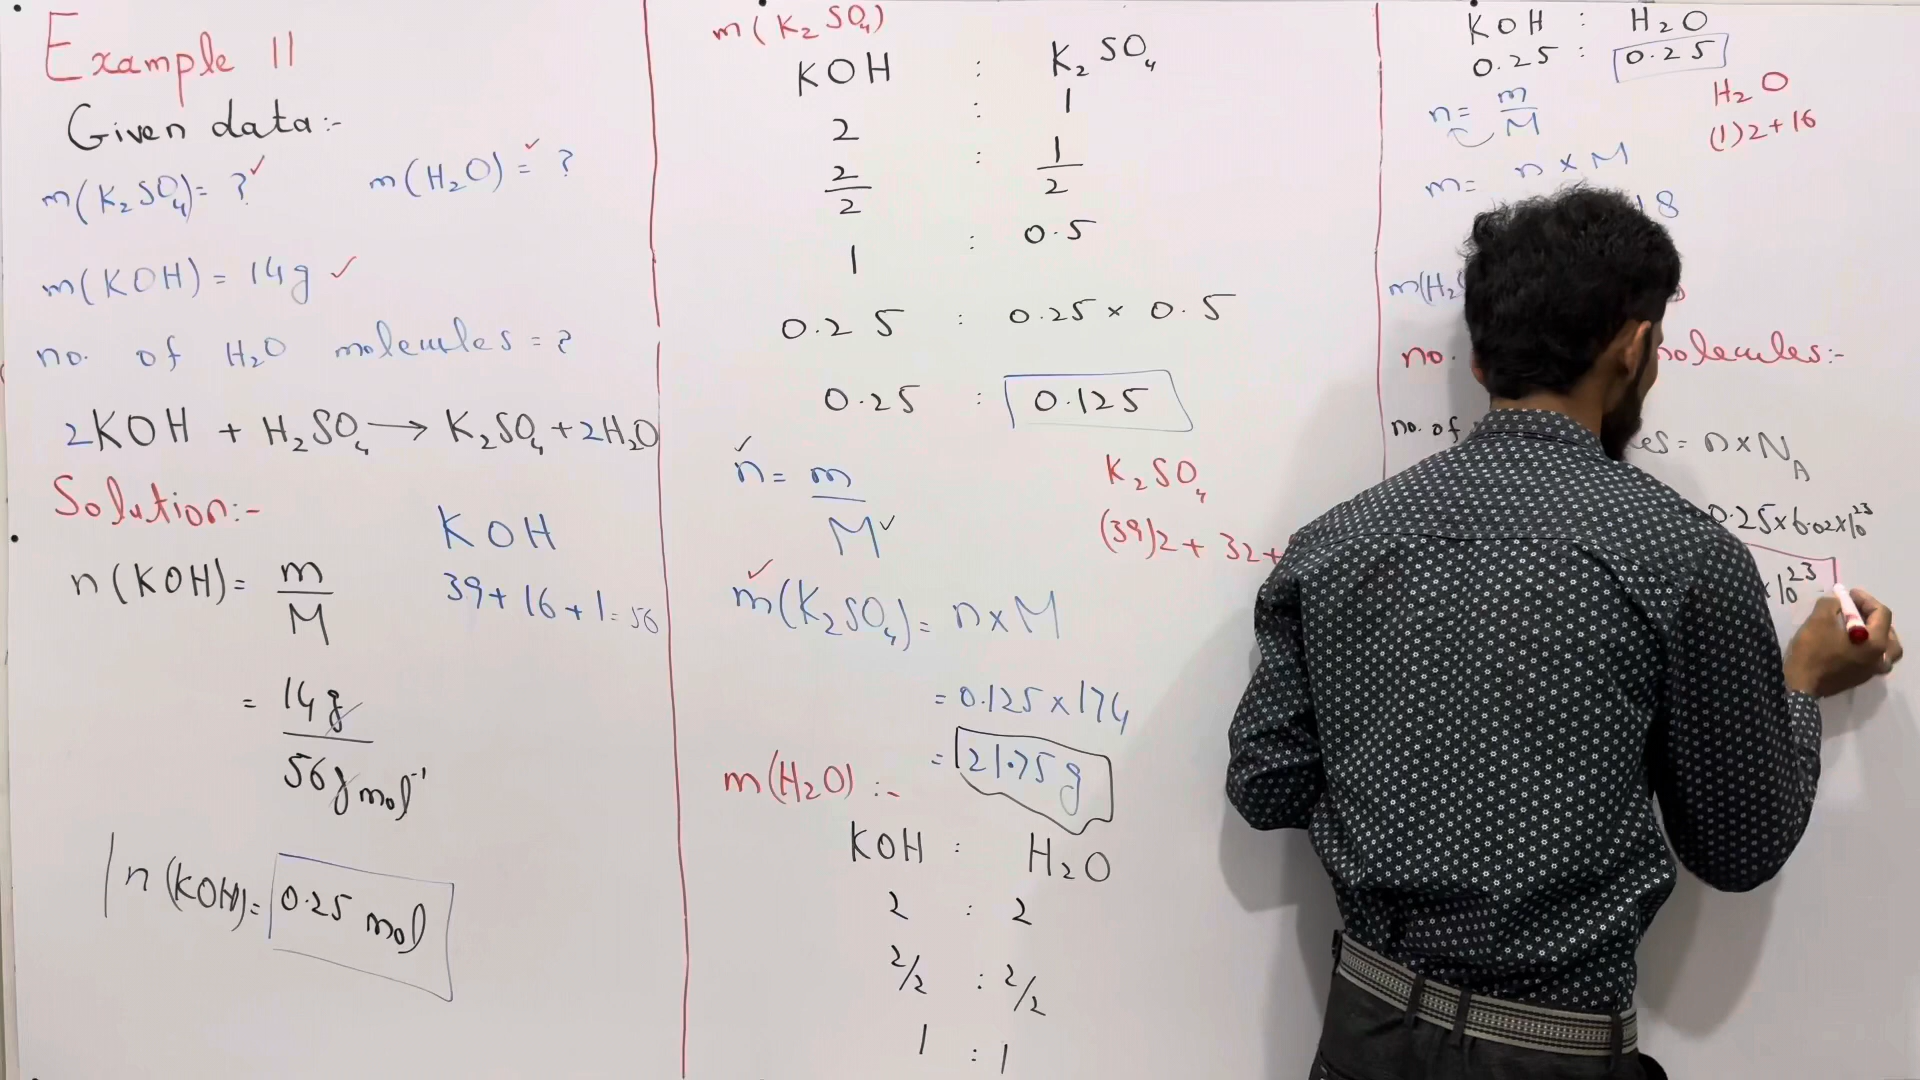 Example 11
Given data:-
m(K₂SO₄)= ?✓ m(H₂O)=✓ ?
m(KOH)= 14g ✓
no. of H₂O molecules = ?
2KOH + H₂SO₄ → K₂SO₄ + 2H₂O
Solution:-
KOH
39+16+1=56
n(KOH)= m/M
= 14g / 56g mol⁻¹
n(KOH)= 0.25 mol
m(K₂SO₄)
KOH : K₂SO₄
2 : 1
2/2 : 1/2
1 : 0.5
0.25 : 0.25 × 0.5
0.25 : 0.125
✓n = m/M✓
K₂SO₄
(39)2 + 32+
✓m(K₂SO₄)= n×M
= 0.125×174
= 21.75 g
m(H₂O) :-
KOH : H₂O
2 : 2
2/2 : 2/2
1 : 1
KOH : H₂O
0.25 : 0.25
H₂O
(1)2+16
n= m/M
m= n × M
18
m(H₂
no. molecules:-
no. of = n×N_A
0.25×6.02×10²³
×10²³